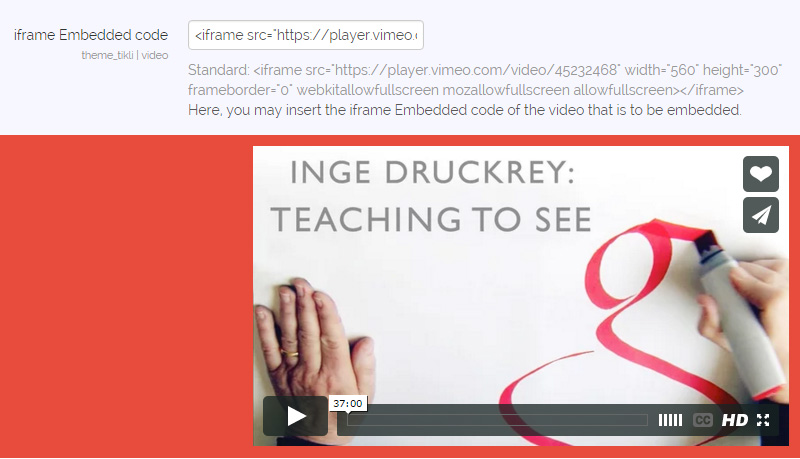 iframe Embedded code
theme_tikli | video
<iframe src="https://player.vimeo.c
Standard: <iframe src="https://player.vimeo.com/video/45232468" width="560" height="300"
frameborder="0" webkitallowfullscreen mozallowfullscreen allowfullscreen></iframe>
Here, you may insert the iframe Embedded code of the video that is to be embedded.
INGE DRUCKREY:
TEACHING TO SEE
g
37:00
CC
HD